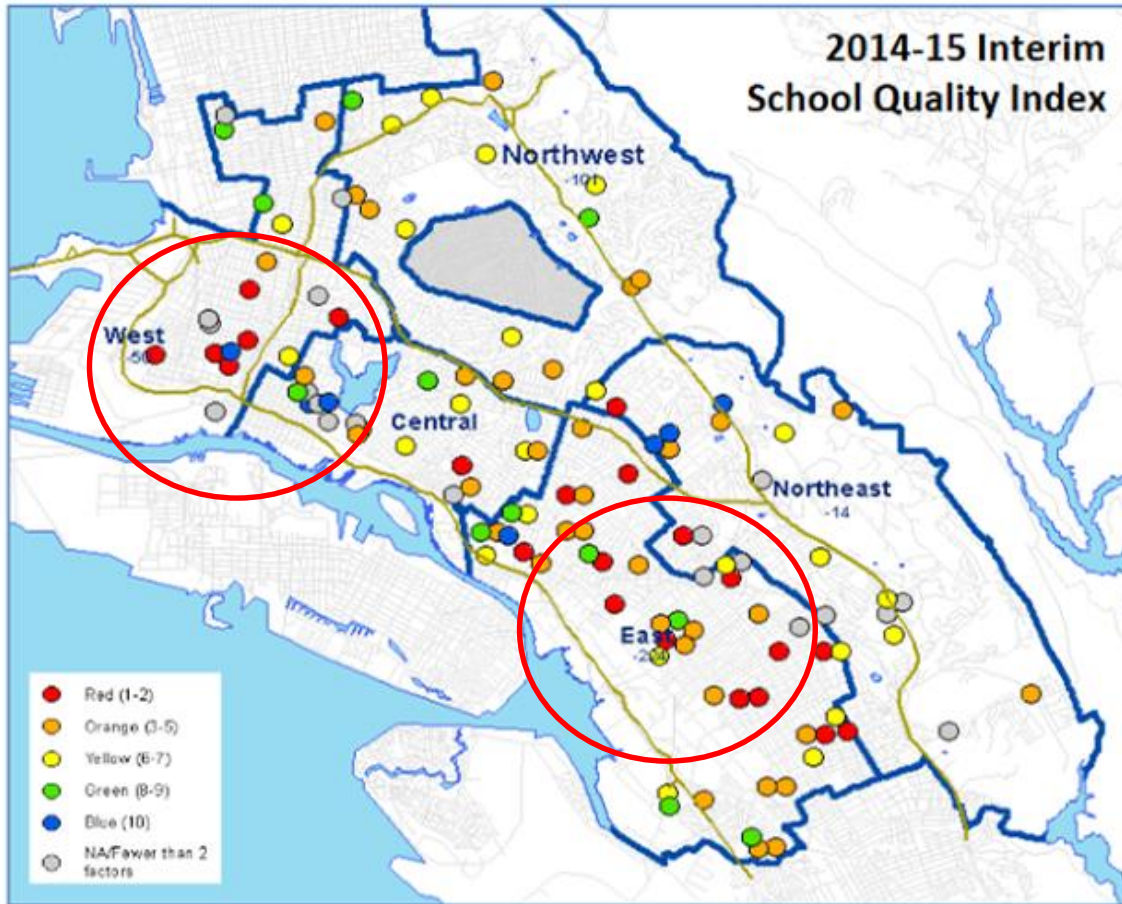 2014-15 Interim
School Quality Index
Northwest
-101
West
Central
Northeast
-14
East
Red (1-2)
Orange (3-5)
Yellow (6-7)
Green (8-9)
Blue (10)
NA/Fewer than 2
factors